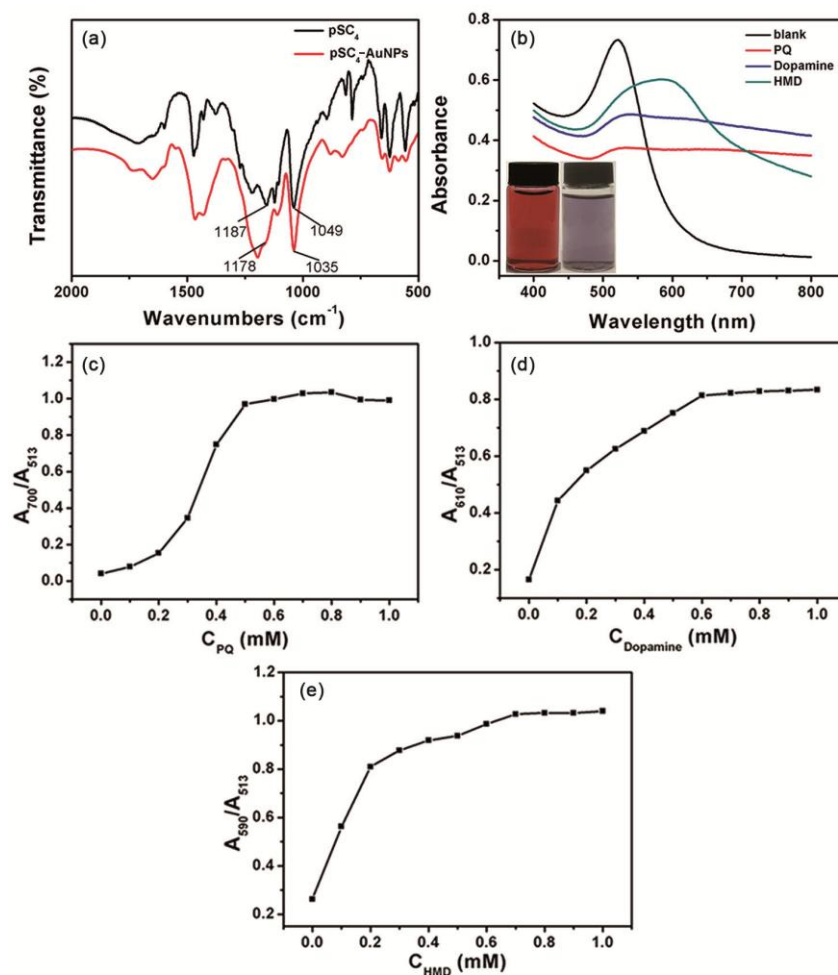 (a)
pSC₄
pSC₄-AuNPs
Transmittance (%)
1187
1178
1049
1035
2000 1500 1000 500
Wavenumbers (cm⁻¹)
(b)
blank
PQ
Dopamine
HMD
Absorbance
0.8
0.6
0.4
0.2
0.0
400 500 600 700 800
Wavelength (nm)
(c)
A₇₀₀/A₅₁₃
1.2
1.0
0.8
0.6
0.4
0.2
0.0
0.0 0.2 0.4 0.6 0.8 1.0
C_PQ (mM)
(d)
A₆₁₀/A₅₁₃
1.0
0.8
0.6
0.4
0.2
0.0 0.2 0.4 0.6 0.8 1.0
C_Dopamine (mM)
(e)
A₅₉₀/A₅₁₃
1.2
1.0
0.8
0.6
0.4
0.2
0.0 0.2 0.4 0.6 0.8 1.0
C_HMD (mM)